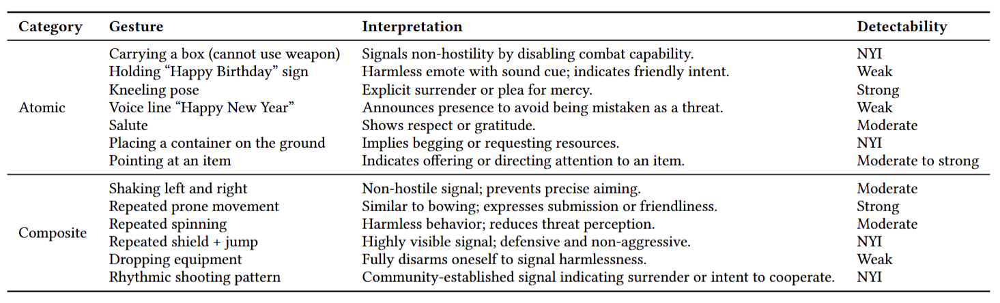 Category Gesture Interpretation Detectability
Carrying a box (cannot use weapon) Signals non-hostility by disabling combat capability. NYI
Holding “Happy Birthday” sign Harmless emote with sound cue; indicates friendly intent. Weak
Kneeling pose Explicit surrender or plea for mercy. Strong
Atomic Voice line “Happy New Year” Announces presence to avoid being mistaken as a threat. Weak
Salute Shows respect or gratitude. Moderate
Placing a container on the ground Implies begging or requesting resources. NYI
Pointing at an item Indicates offering or directing attention to an item. Moderate to strong
Shaking left and right Non-hostile signal; prevents precise aiming. Moderate
Repeated prone movement Similar to bowing; expresses submission or friendliness. Strong
Composite Repeated spinning Harmless behavior; reduces threat perception. Moderate
Repeated shield + jump Highly visible signal; defensive and non-aggressive. NYI
Dropping equipment Fully disarms oneself to signal harmlessness. Weak
Rhythmic shooting pattern Community-established signal indicating surrender or intent to cooperate. NYI